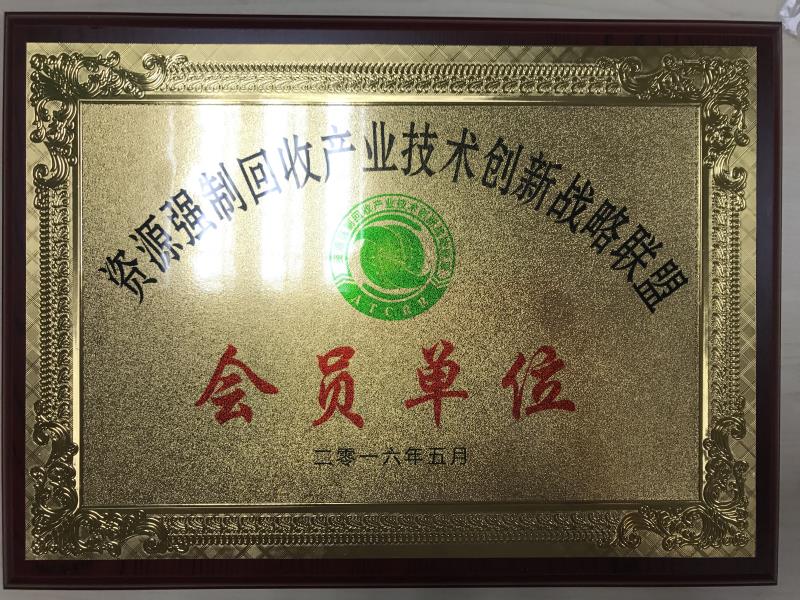 资源强制回收产业技术创新战略联盟
会员单位
二零一六年五月